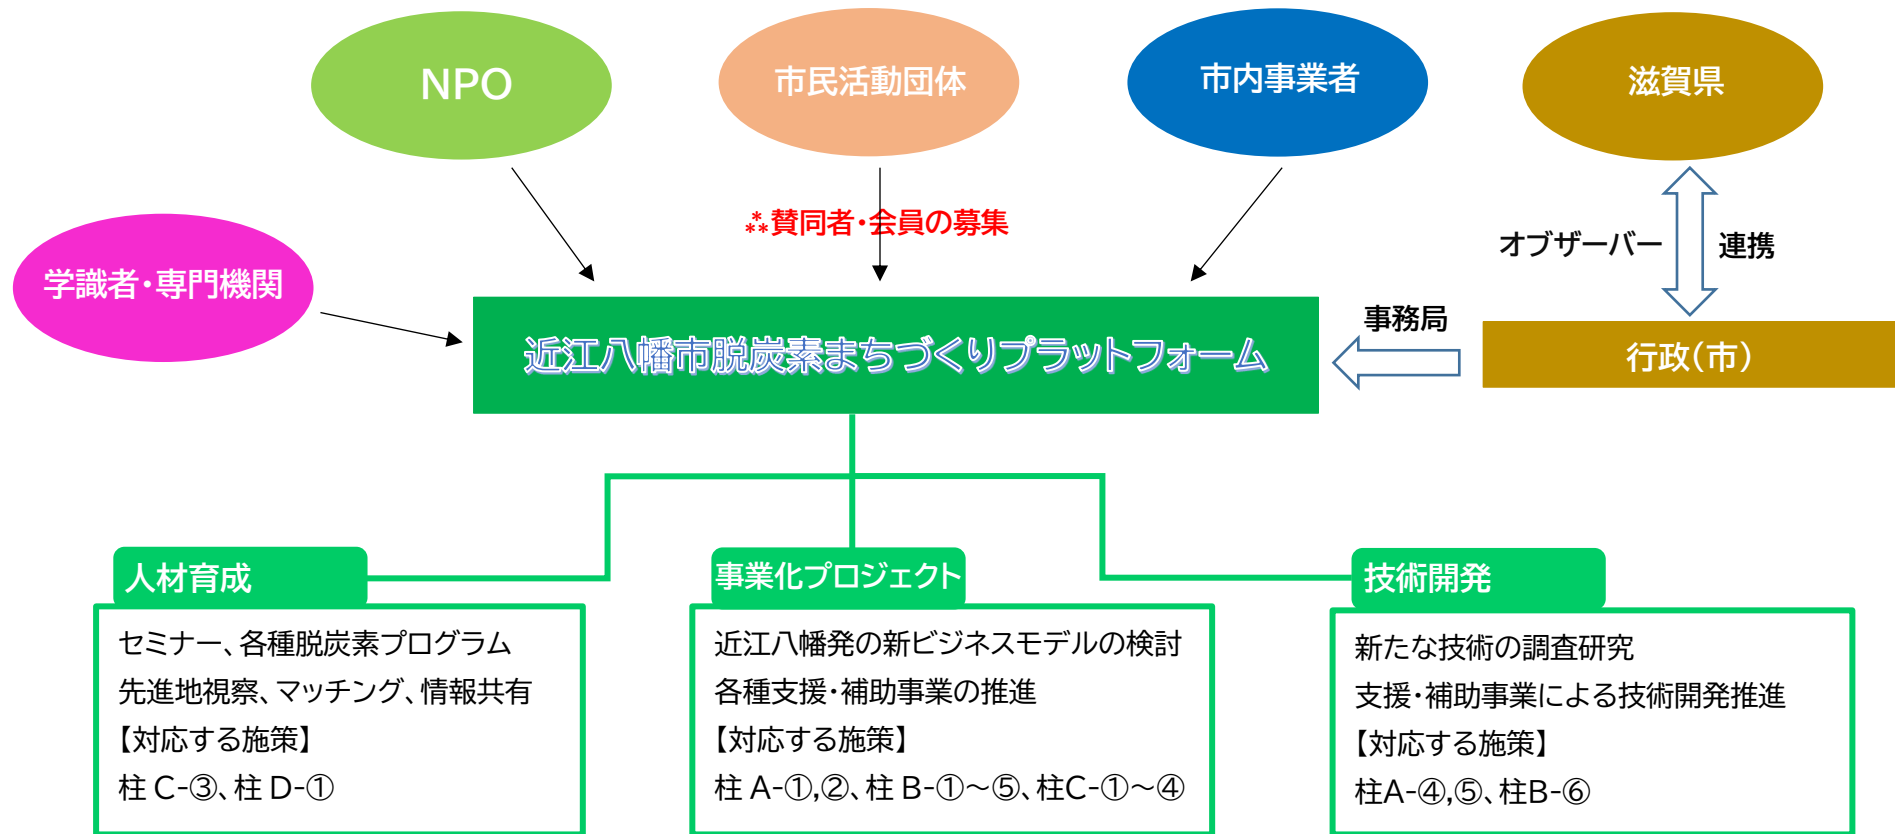 NPO
市民活動団体
市内事業者
滋賀県
⁂賛同者・会員の募集
オブザーバー
連携
学識者・専門機関
事務局
近江八幡市脱炭素まちづくりプラットフォーム
行政（市）
人材育成
セミナー、各種脱炭素プログラム
先進地視察、マッチング、情報共有
【対応する施策】
柱 C-③、柱 D-①
事業化プロジェクト
近江八幡発の新ビジネスモデルの検討
各種支援・補助事業の推進
【対応する施策】
柱 A-①,②、柱 B-①～⑤、柱C-①～④
技術開発
新たな技術の調査研究
支援・補助事業による技術開発推進
【対応する施策】
柱A-④,⑤、柱B-⑥